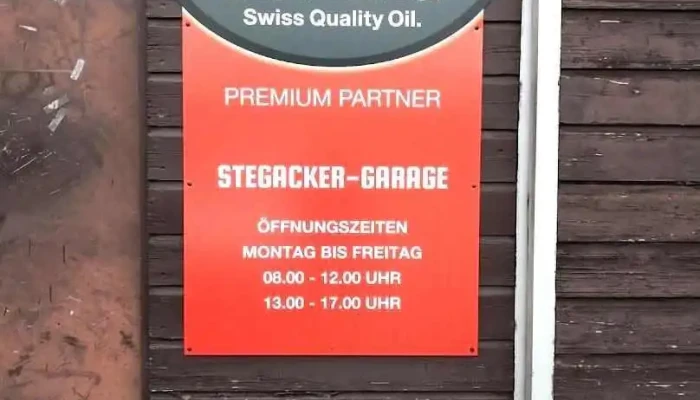 Swiss Quality Oil.
PREMIUM PARTNER
STEGACKER-GARAGE
ÖFFNUNGSZEITEN
MONTAG BIS FREITAG
08.00 - 12.00 UHR
13.00 - 17.00 UHR